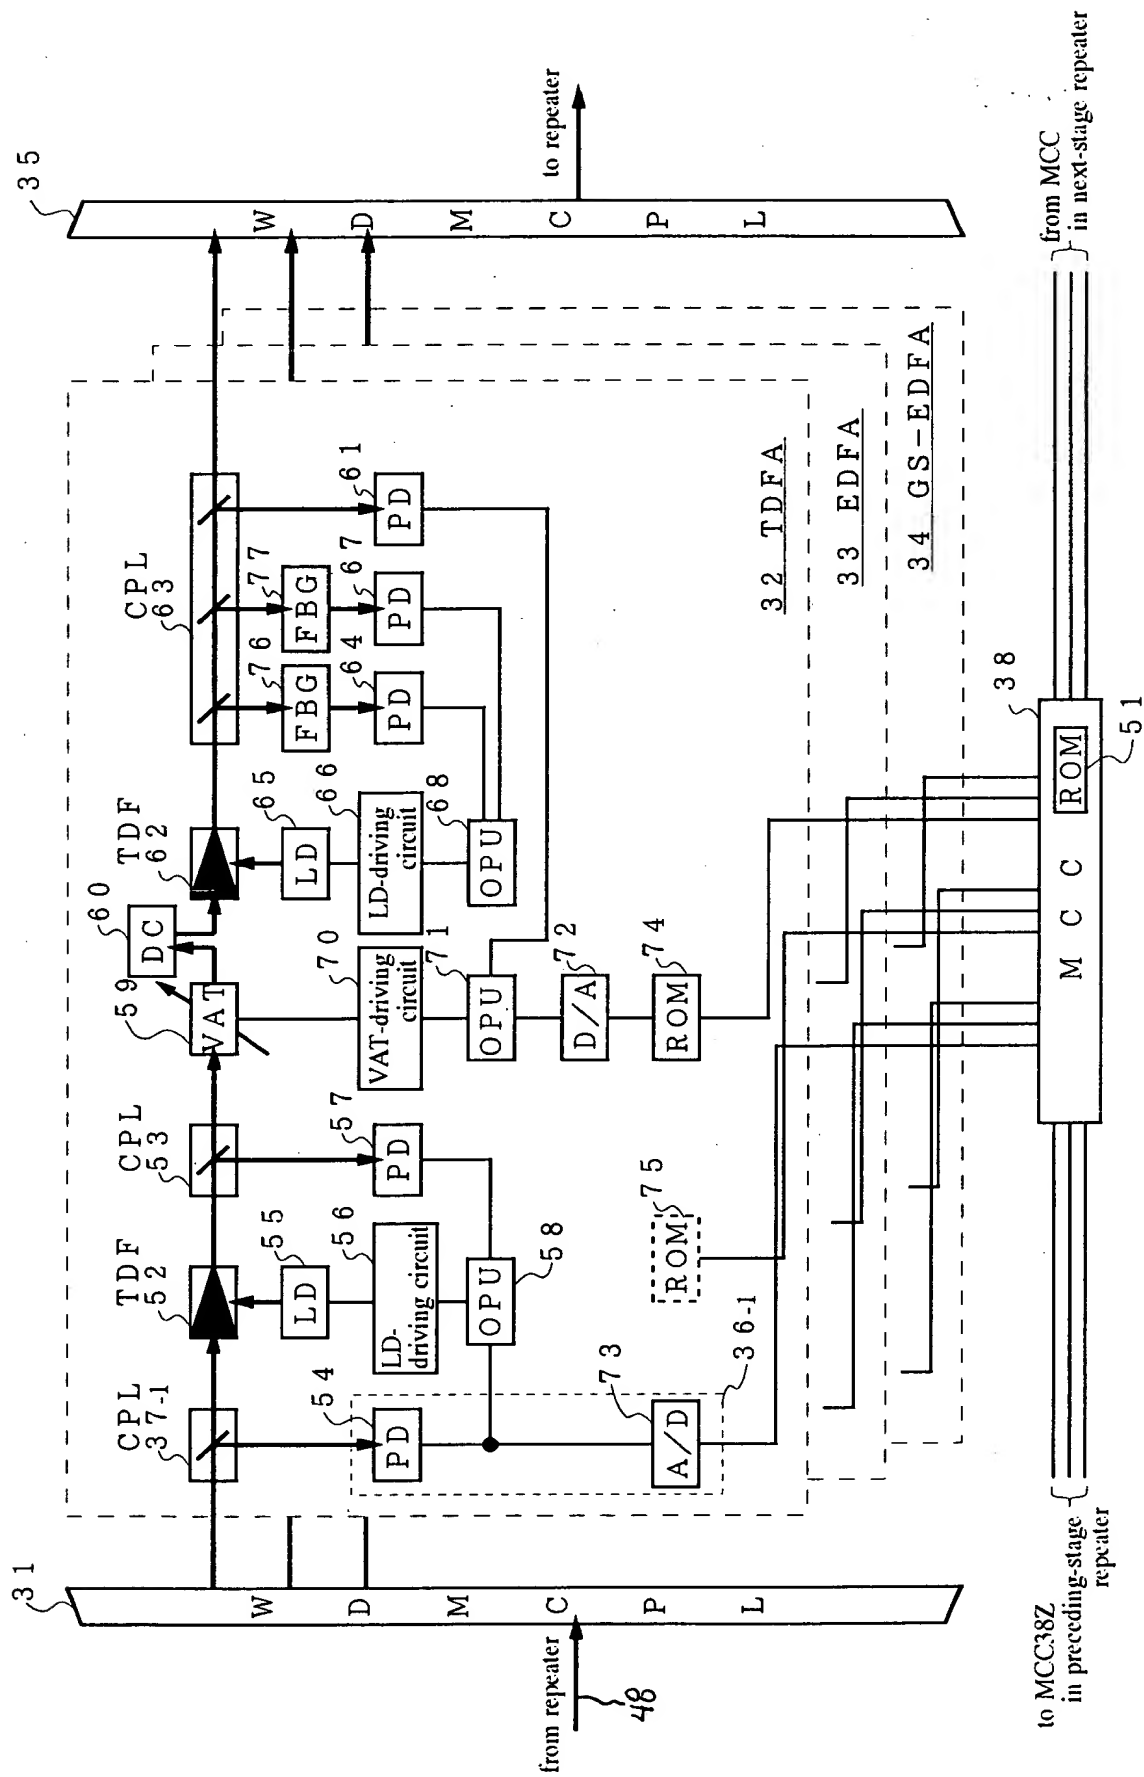 31
W
D
M
C
P
L
from repeater
48
CPL
37-1
TDF
52
CPL
53
59
VAT
60
DC
TDF
62
CPL
63
35
W
D
M
C
P
L
to repeater
54
PD
55
LD
56
LD-
driving circuit
57
PD
OPU
58
70
VAT-driving
circuit
71
OPU
72
D/A
74
ROM
65
LD
66
LD-driving
circuit
68
OPU
76
FBG
77
FBG
64
PD
67
PD
61
PD
73
A/D
36-1
75
ROM
32 TDFA
33 EDFA
34 GS-EDFA
38
MCC
ROM
51
to MCC38Z
in preceding-stage
repeater
from MCC
in next-stage repeater